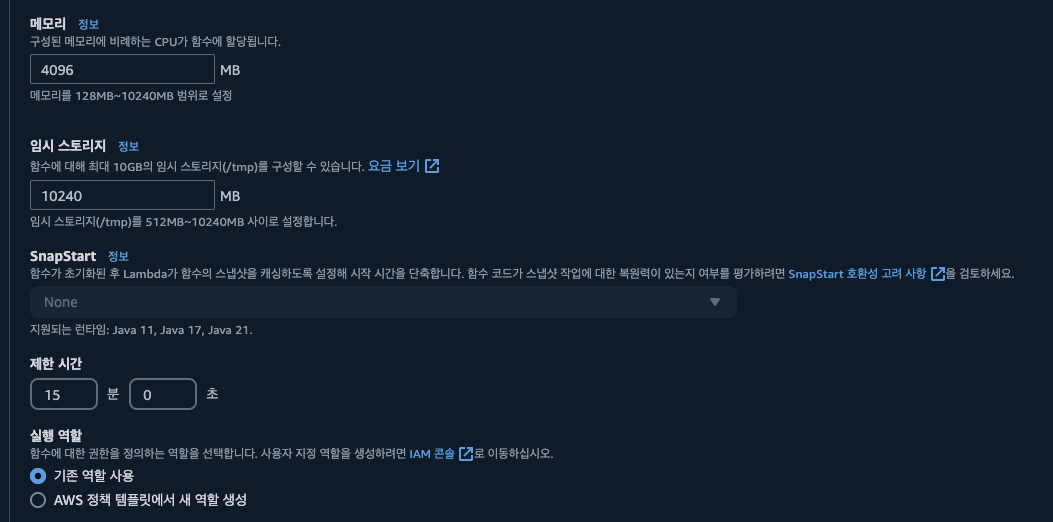 메모리 정보
구성된 메모리에 비례하는 CPU가 함수에 할당됩니다.
4096 MB
메모리를 128MB~10240MB 범위로 설정
임시 스토리지 정보
함수에 대해 최대 10GB의 임시 스토리지(/tmp)를 구성할 수 있습니다. 요금 보기
10240 MB
임시 스토리지(/tmp)를 512MB~10240MB 사이로 설정합니다.
SnapStart 정보
함수가 초기화된 후 Lambda가 함수의 스냅샷을 캐싱하도록 설정해 시작 시간을 단축합니다. 함수 코드가 스냅샷 작업에 대한 복원력이 있는지 여부를 평가하려면 SnapStart 호환성 고려 사항을 검토하세요.
None
지원되는 런타임: Java 11, Java 17, Java 21.
제한 시간
15 분 0 초
실행 역할
함수에 대한 권한을 정의하는 역할을 선택합니다. 사용자 지정 역할을 생성하려면 IAM 콘솔로 이동하십시오.
기존 역할 사용
AWS 정책 템플릿에서 새 역할 생성